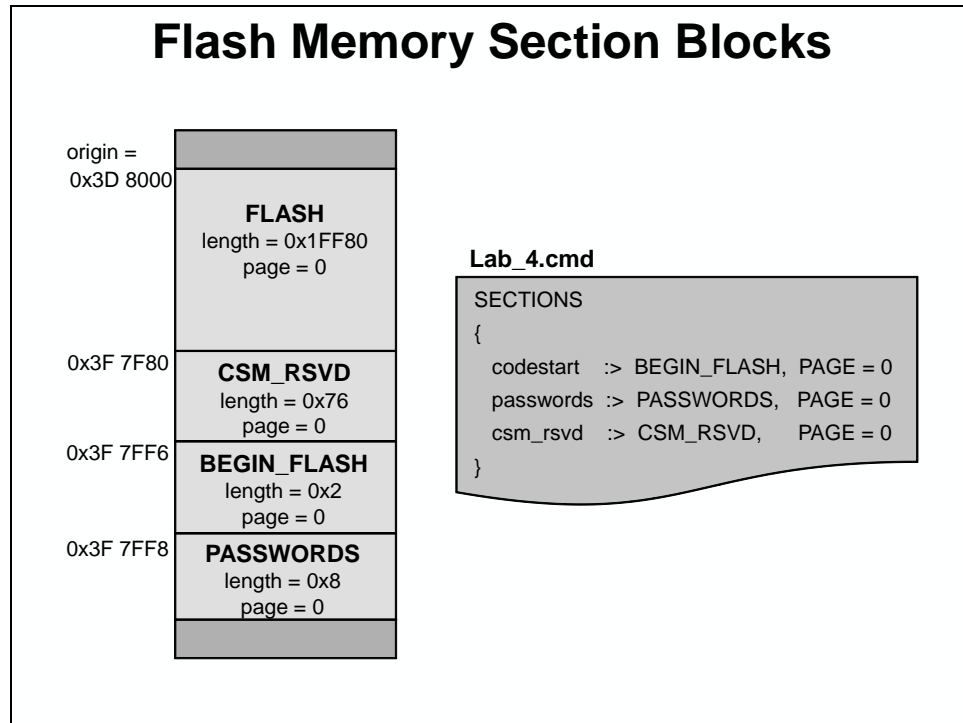 Flash Memory Section Blocks
origin =
0x3D 8000
FLASH
length = 0x1FF80
page = 0
0x3F 7F80
CSM_RSVD
length = 0x76
page = 0
0x3F 7FF6
BEGIN_FLASH
length = 0x2
page = 0
0x3F 7FF8
PASSWORDS
length = 0x8
page = 0
Lab_4.cmd
SECTIONS
{
codestart :> BEGIN_FLASH, PAGE = 0
passwords :> PASSWORDS, PAGE = 0
csm_rsvd :> CSM_RSVD, PAGE = 0
}